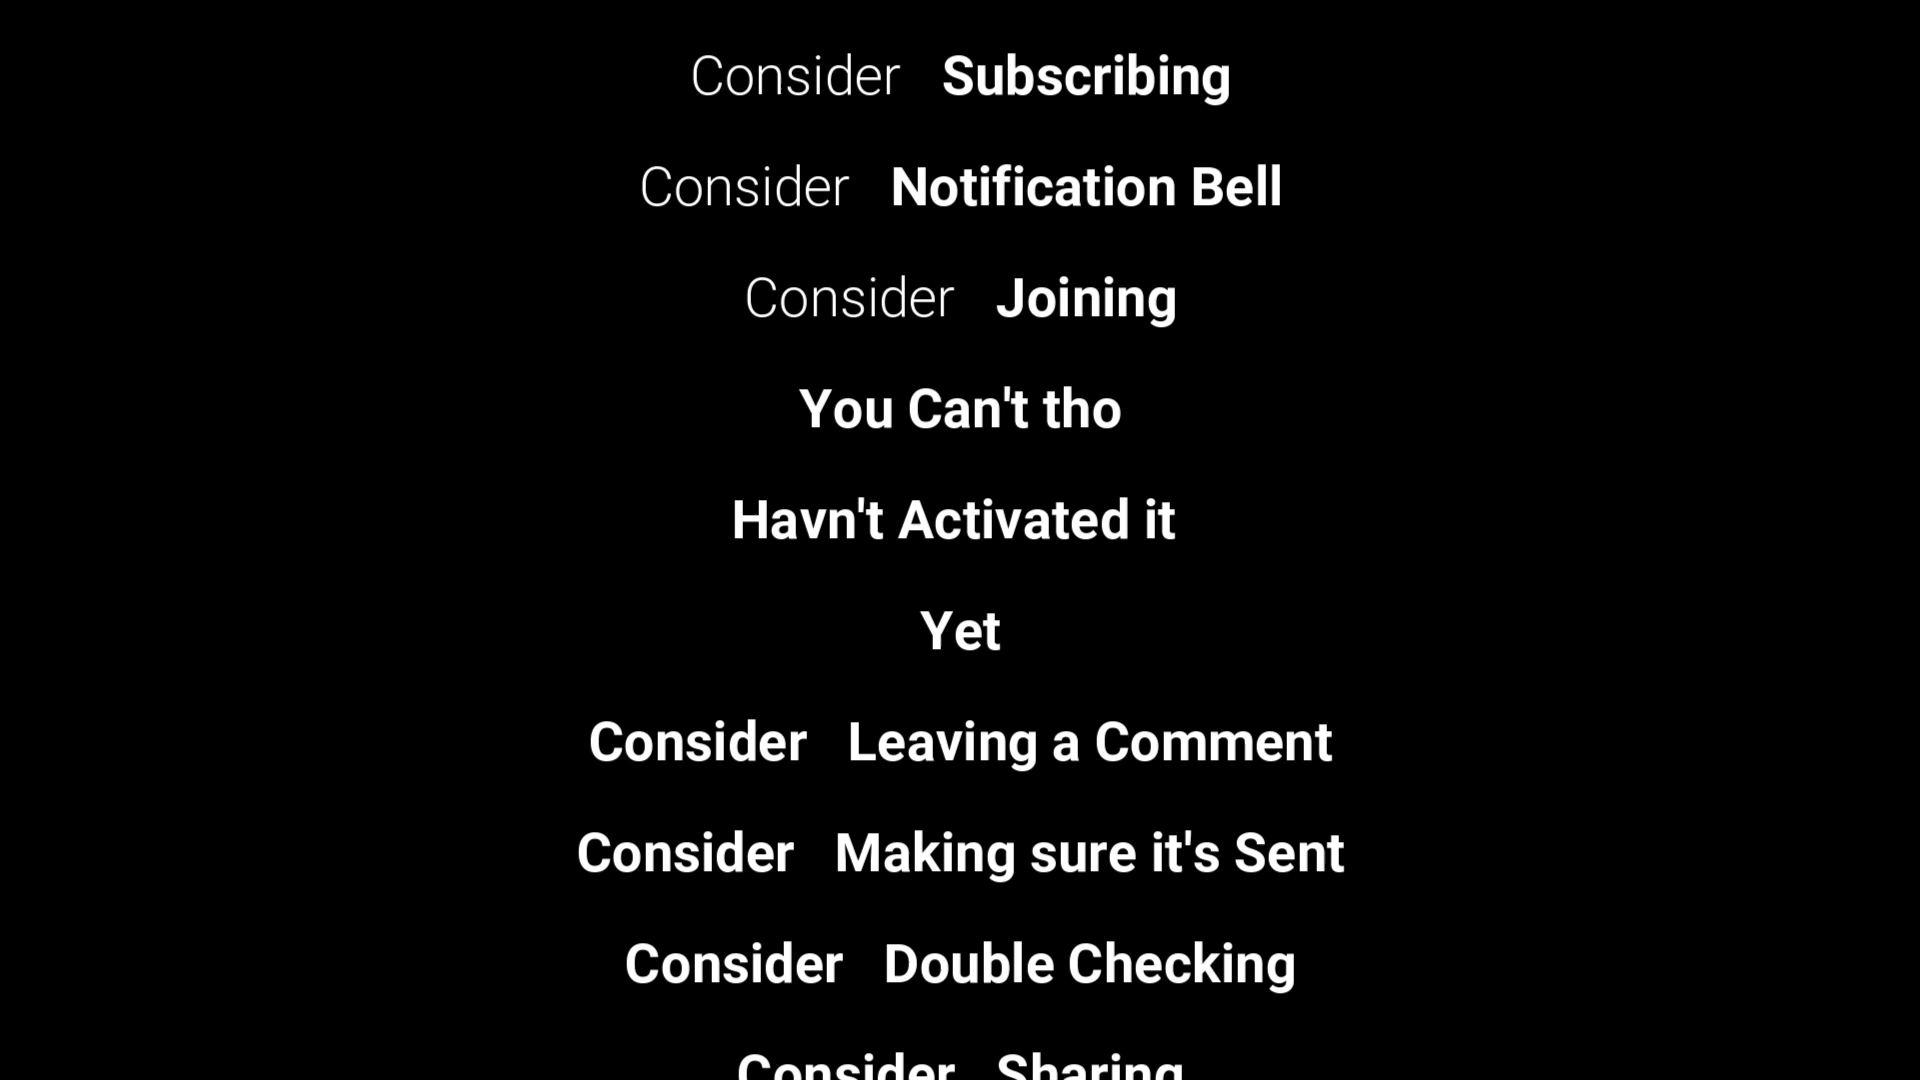 Consider Subscribing
Consider Notification Bell
Consider Joining
You Can't tho
Havn't Activated it
Yet
Consider Leaving a Comment
Consider Making sure it's Sent
Consider Double Checking
Consider Sharing